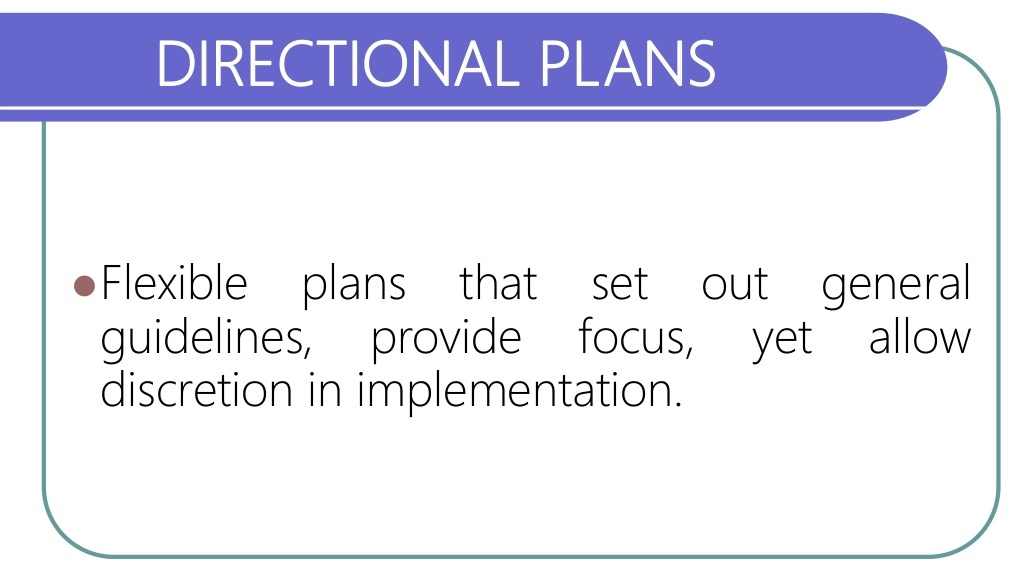 DIRECTIONAL PLANS
Flexible plans that set out general
guidelines, provide focus, yet allow
discretion in implementation.